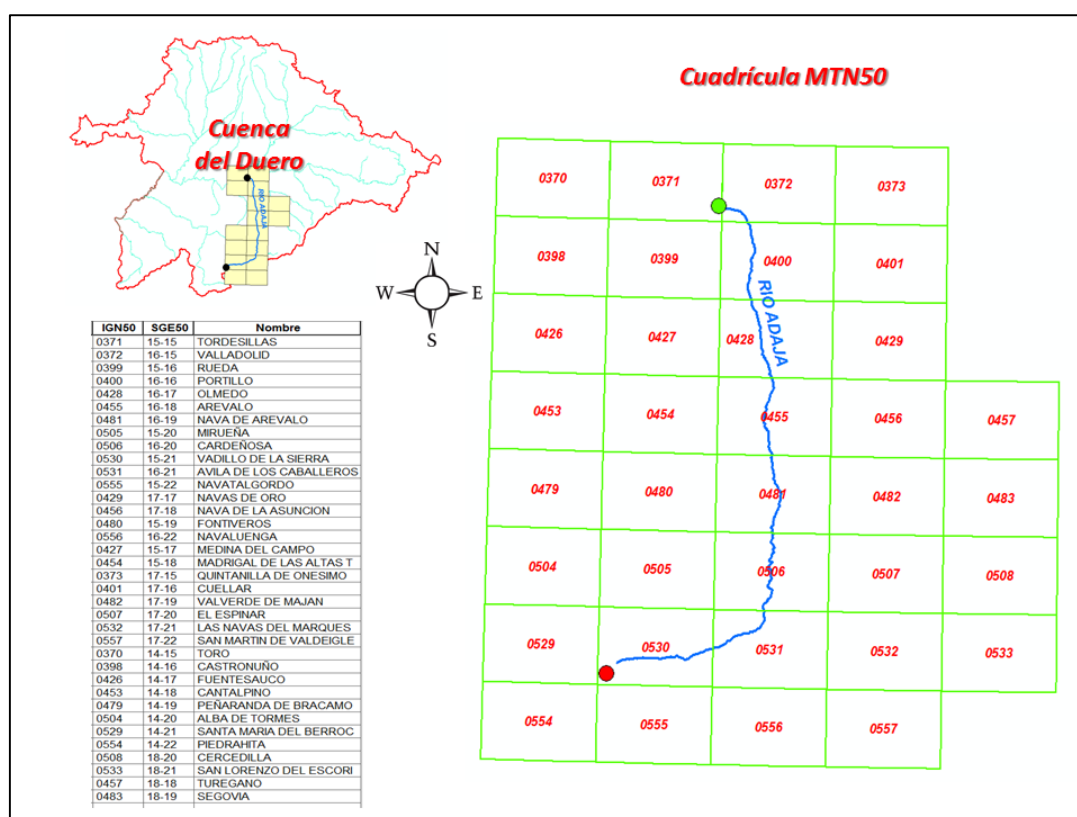 Cuadrícula MTN50
Cuenca
del Duero
RIO ADAJA
N
W E
S
0370 0371 0372 0373
0398 0399 0400 0401
0426 0427 0428 0429
RIO ADAJA
0453 0454 0455 0456 0457
0479 0480 0481 0482 0483
0504 0505 0506 0507 0508
0529 0530 0531 0532 0533
0554 0555 0556 0557
IGN50 SGE50 Nombre
0371 15-15 TORDESILLAS
0372 16-15 VALLADOLID
0399 15-16 RUEDA
0400 16-16 PORTILLO
0428 16-17 OLMEDO
0455 16-18 AREVALO
0481 16-19 NAVA DE AREVALO
0505 15-20 MIRUEÑA
0506 16-20 CARDEÑOSA
0530 15-21 VADILLO DE LA SIERRA
0531 16-21 AVILA DE LOS CABALLEROS
0555 15-22 NAVATALGORDO
0429 17-17 NAVAS DE ORO
0456 17-18 NAVA DE LA ASUNCION
0480 15-19 FONTIVEROS
0556 16-22 NAVALUENGA
0427 15-17 MEDINA DEL CAMPO
0454 15-18 MADRIGAL DE LAS ALTAS T
0373 17-15 QUINTANILLA DE ONESIMO
0401 17-16 CUELLAR
0482 17-19 VALVERDE DE MAJAN
0507 17-20 EL ESPINAR
0532 17-21 LAS NAVAS DEL MARQUES
0557 17-22 SAN MARTIN DE VALDEIGLE
0370 14-15 TORO
0398 14-16 CASTRONUÑO
0426 14-17 FUENTESAUCO
0453 14-18 CANTALPINO
0479 14-19 PEÑARANDA DE BRACAMO
0504 14-20 ALBA DE TORMES
0529 14-21 SANTA MARIA DEL BERROC
0554 14-22 PIEDRAHITA
0508 18-20 CERCEDILLA
0533 18-21 SAN LORENZO DEL ESCORI
0457 18-18 TUREGANO
0483 18-19 SEGOVIA